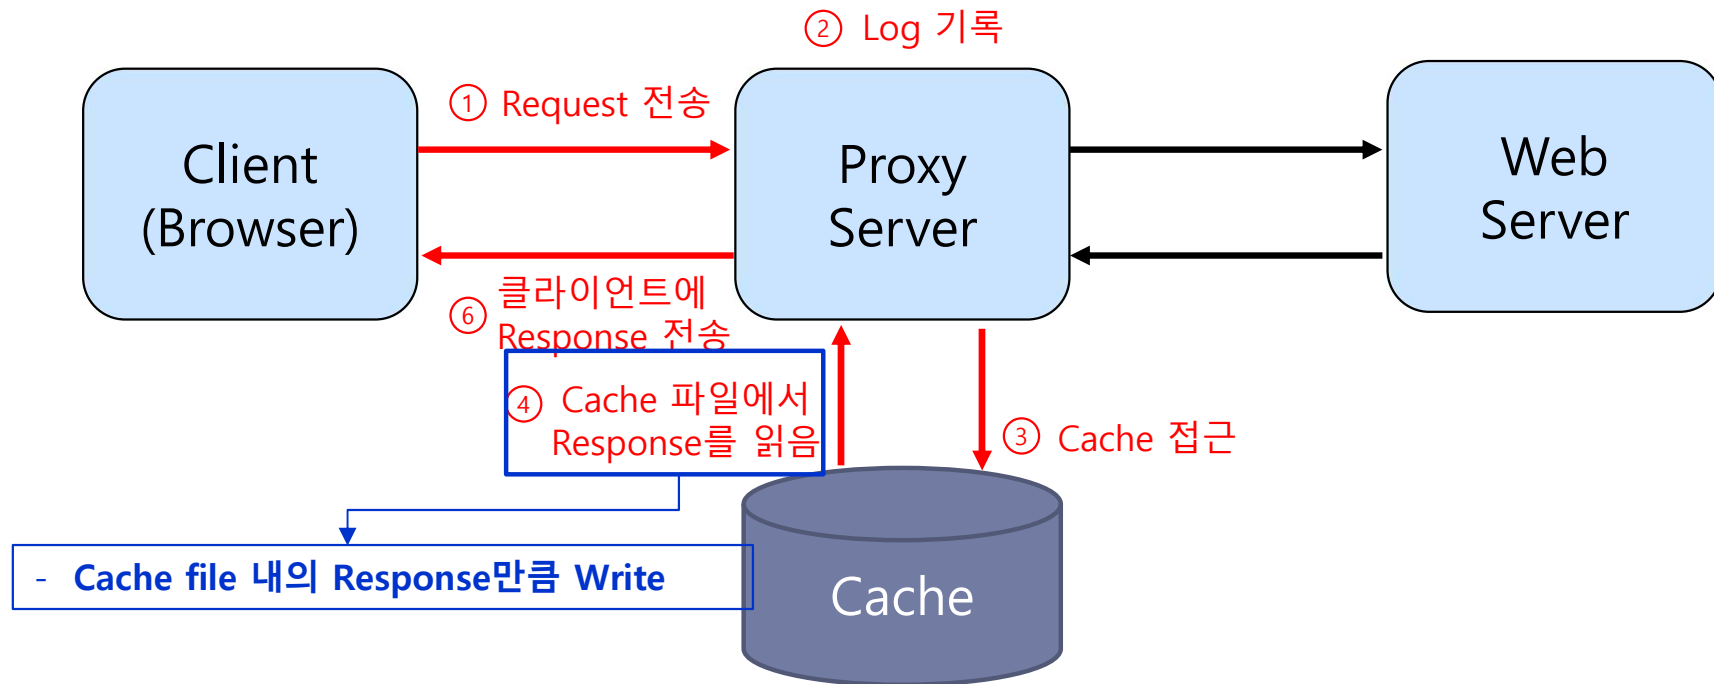 ② Log 기록
Client
(Browser)
① Request 전송
Proxy
Server
Web
Server
⑥ 클라이언트에
Response 전송
④ Cache 파일에서
Response를 읽음
③ Cache 접근
- Cache file 내의 Response만큼 Write
Cache